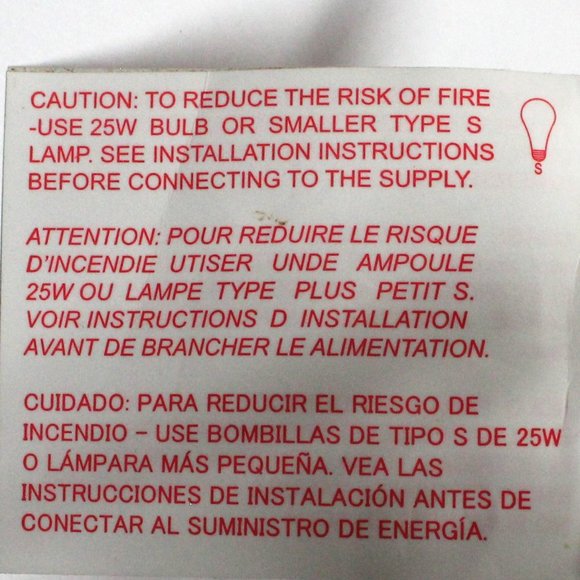 CAUTION: TO REDUCE THE RISK OF FIRE
-USE 25W BULB OR SMALLER TYPE S
LAMP. SEE INSTALLATION INSTRUCTIONS
BEFORE CONNECTING TO THE SUPPLY.
S
ATTENTION: POUR REDUIRE LE RISQUE
D'INCENDIE UTISER UNDE AMPOULE
25W OU LAMPE TYPE PLUS PETIT S.
VOIR INSTRUCTIONS D INSTALLATION
AVANT DE BRANCHER LE ALIMENTATION.
CUIDADO: PARA REDUCIR EL RIESGO DE
INCENDIO – USE BOMBILLAS DE TIPO S DE 25W
O LÁMPARA MÁS PEQUEÑA. VEA LAS
INSTRUCCIONES DE INSTALACIÓN ANTES DE
CONECTAR AL SUMINISTRO DE ENERGÍA.